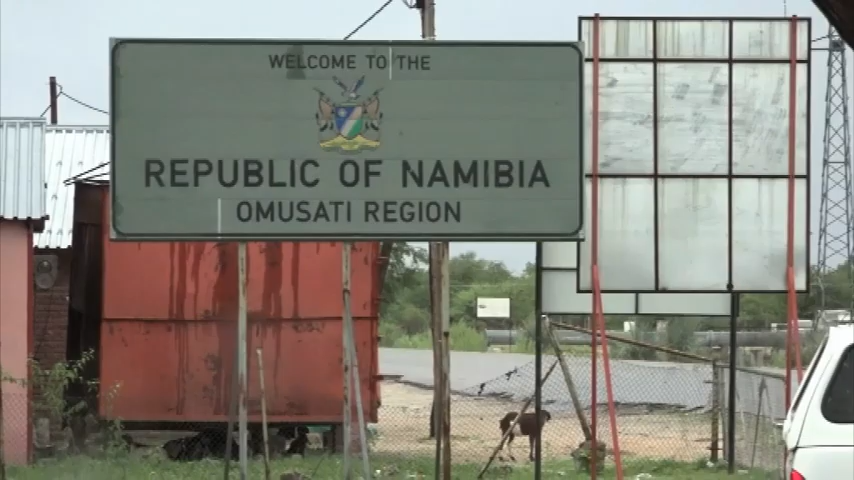 WELCOME TO THE
REPUBLIC OF NAMIBIA
OMUSATI REGION